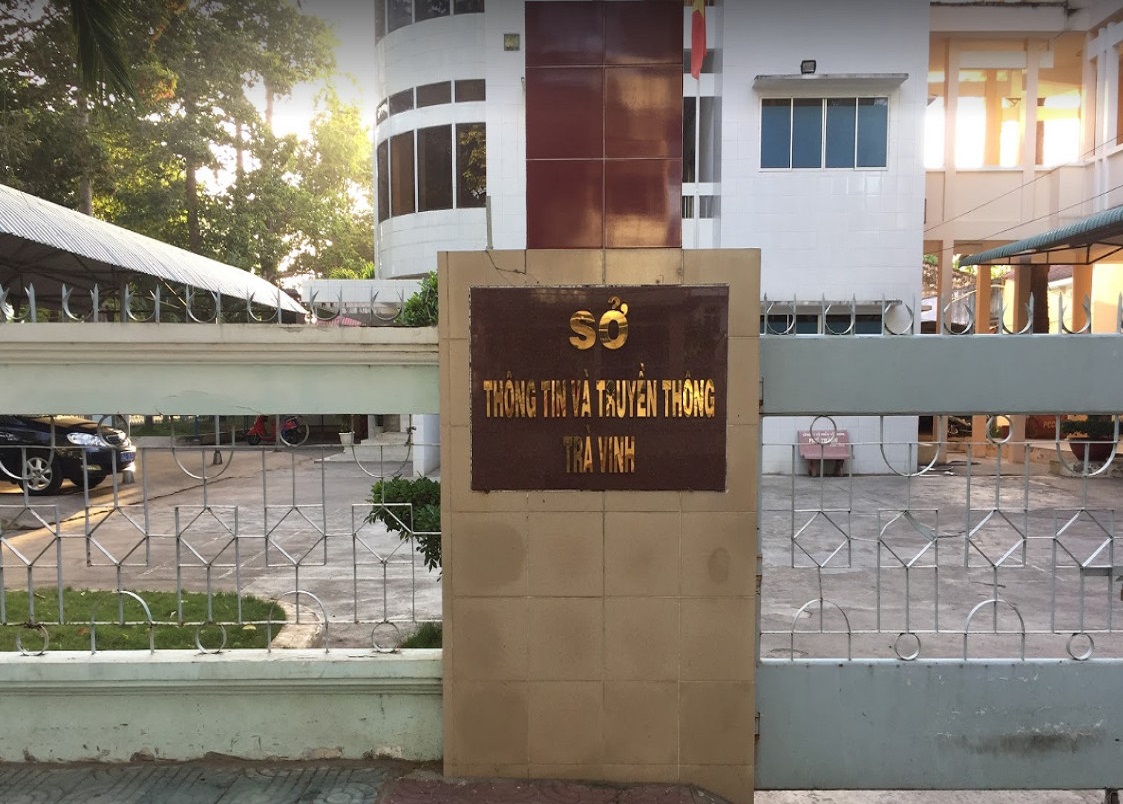 SỞ
THÔNG TIN VÀ TRUYỀN THÔNG
TRÀ VINH